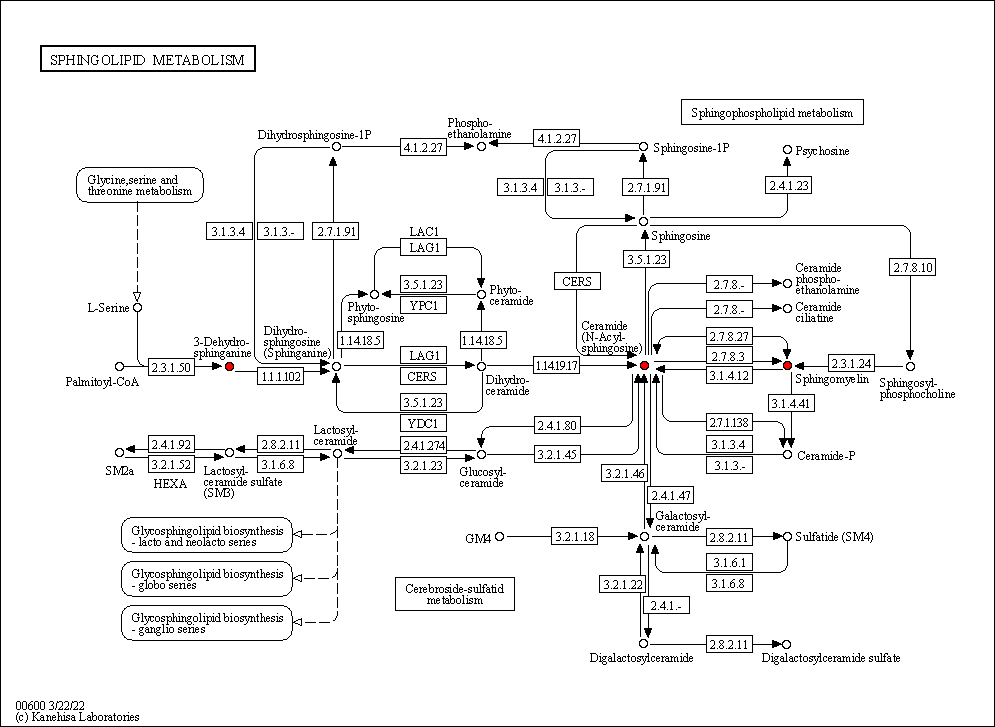 SPHINGOLIPID METABOLISM
Sphingophospholipid metabolism
Dihydrosphingosine-1P
4.1.2.27
Phospho-
ethanolamine
4.1.2.27
Sphingosine-1P
Psychosine
Glycine,serine and
threonine metabolism
3.1.3.4
3.1.3.-
2.7.1.91
2.4.1.23
3.1.3.4
3.1.3.-
2.7.1.91
LAC1
LAG1
Sphingosine
3.5.1.23
2.7.8.10
CERS
3.5.1.23
YPC1
Phyto-
sphingosine
Phyto-
ceramide
2.7.8.-
Ceramide
phospho-
ethanolamine
2.7.8.-
Ceramide
ciliatine
L-Serine
3-Dehydro-
sphinganine
Dihydro-
sphingosine
(Sphinganine)
1.14.18.5
1.14.18.5
Ceramide
(N-Acyl-
sphingosine)
2.7.8.27
2.7.8.3
3.1.4.12
Palmitoyl-CoA
2.3.1.50
1.1.1.102
LAG1
CERS
Dihydro-
ceramide
1.14.19.17
Sphingomyelin
2.3.1.24
Sphingosyl-
phosphocholine
3.5.1.23
YDC1
3.1.4.41
2.7.1.138
3.1.3.4
3.1.3.-
Ceramide-P
SM2a
2.4.1.92
3.2.1.52
HEXA
Lactosyl-
ceramide sulfate
(SM3)
2.8.2.11
3.1.6.8
Lactosyl-
ceramide
2.4.1.274
3.2.1.23
Glucosyl-
ceramide
2.4.1.80
3.2.1.45
3.2.1.46
2.4.1.47
Glycosphingolipid biosynthesis
- lacto and neolacto series
Glycosphingolipid biosynthesis
- globo series
Glycosphingolipid biosynthesis
- ganglio series
GM4
3.2.1.18
Galactosyl-
ceramide
2.8.2.11
Sulfatide (SM4)
3.1.6.1
3.1.6.8
Cerebroside-sulfatid
metabolism
3.2.1.22
2.4.1.-
Digalactosylceramide
2.8.2.11
Digalactosylceramide sulfate
00600 3/22/22
(c) Kanehisa Laboratories